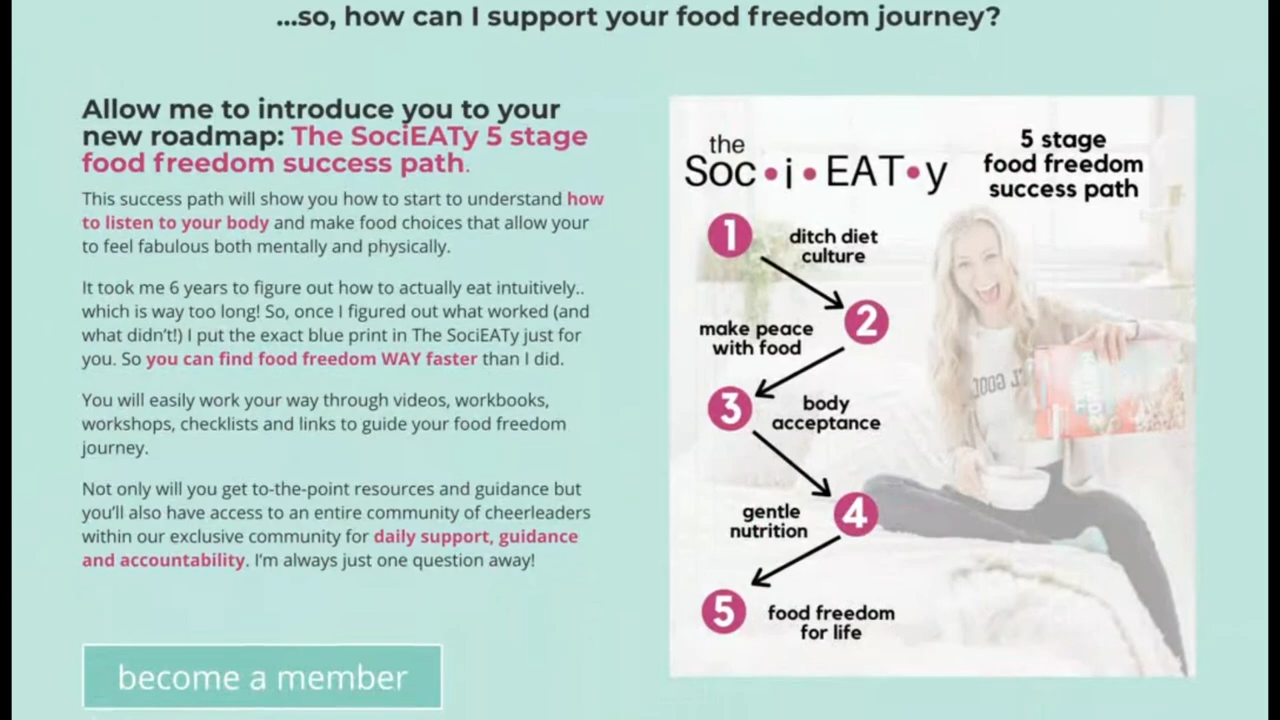 ...so, how can I support your food freedom journey?
Allow me to introduce you to your
new roadmap: The SociEATy 5 stage
food freedom success path.
This success path will show you how to start to understand how
to listen to your body and make food choices that allow your
to feel fabulous both mentally and physically.
It took me 6 years to figure out how to actually eat intuitively..
which is way too long! So, once I figured out what worked (and
what didn't!) I put the exact blue print in The SociEATy just for
you. So you can find food freedom WAY faster than I did.
You will easily work your way through videos, workbooks,
workshops, checklists and links to guide your food freedom
journey.
Not only will you get to-the-point resources and guidance but
you'll also have access to an entire community of cheerleaders
within our exclusive community for daily support, guidance
and accountability. I'm always just one question away!
become a member
the
Soc•i•EAT•y
5 stage
food freedom
success path
1
ditch diet
culture
2
make peace
with food
3
body
acceptance
4
gentle
nutrition
5
food freedom
for life